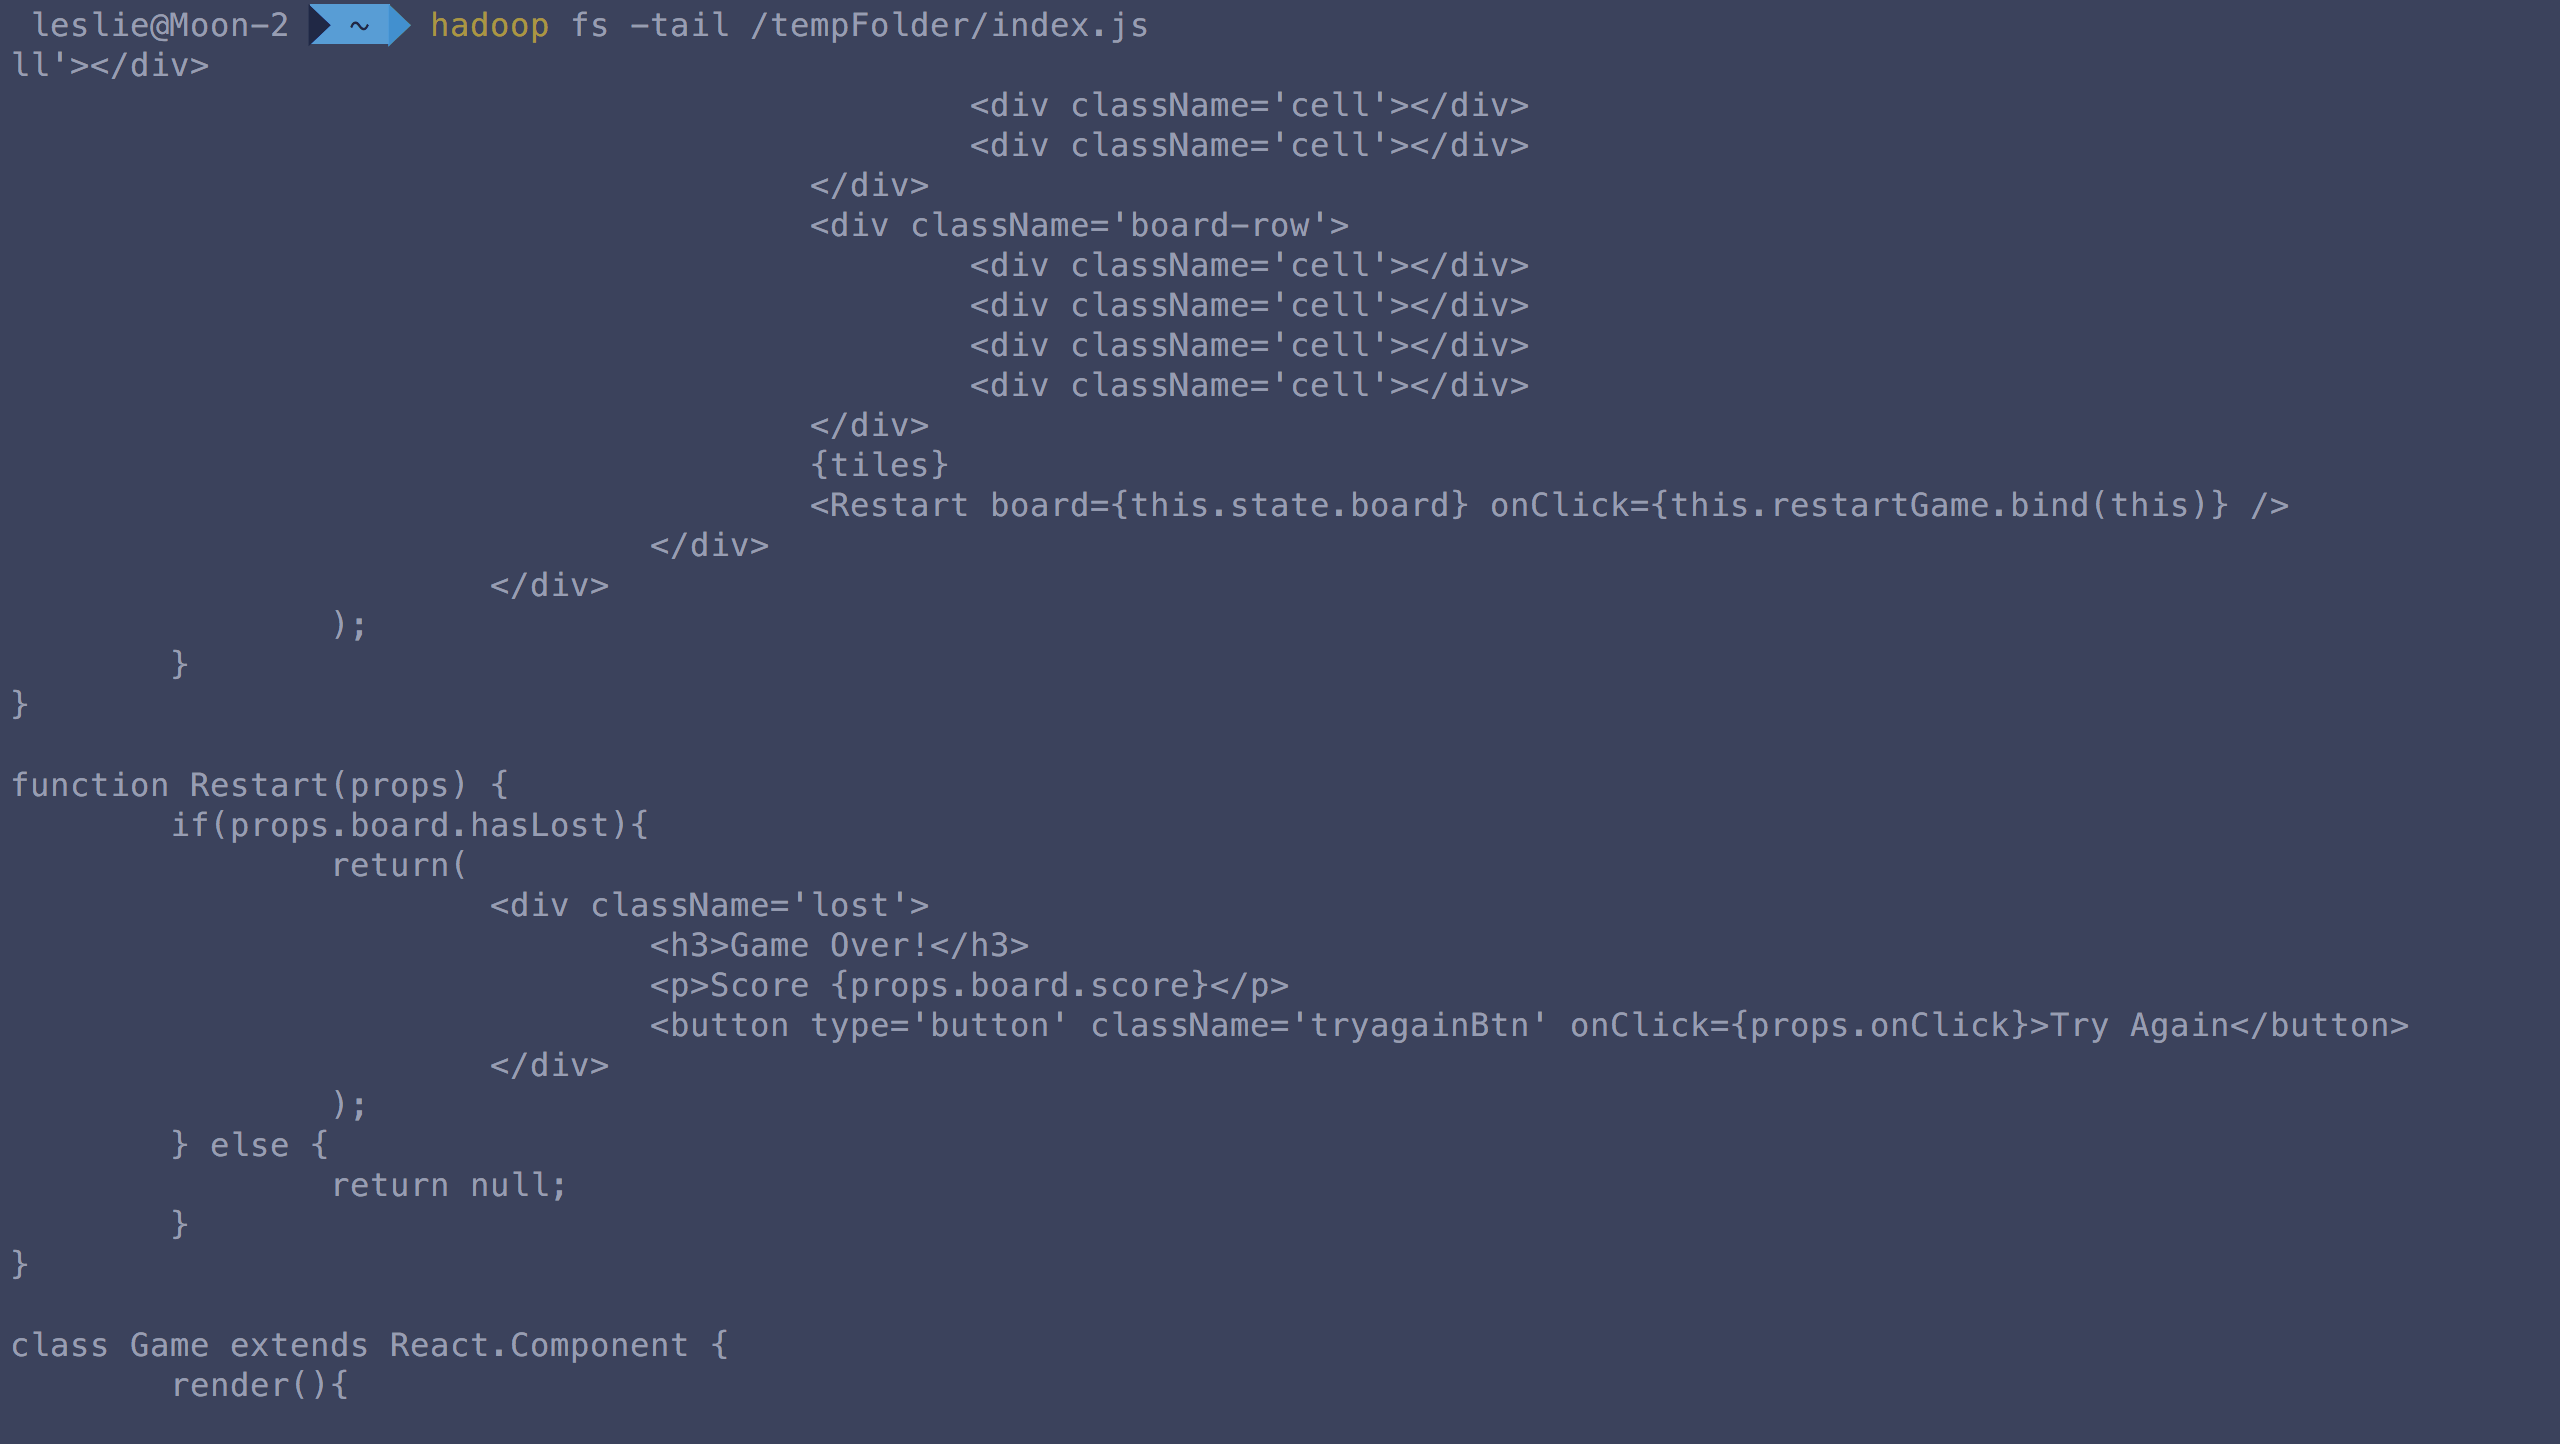 leslie@Moon-2 ~ hadoop fs -tail /tempFolder/index.js
ll'></div>
						<div className='cell'></div>
						<div className='cell'></div>
					</div>
					<div className='board-row'>
						<div className='cell'></div>
						<div className='cell'></div>
						<div className='cell'></div>
						<div className='cell'></div>
					</div>
					{tiles}
					<Restart board={this.state.board} onClick={this.restartGame.bind(this)} />
				</div>
			</div>
		);
	}
}

function Restart(props) {
	if(props.board.hasLost){
		return(
			<div className='lost'>
				<h3>Game Over!</h3>
				<p>Score {props.board.score}</p>
				<button type='button' className='tryagainBtn' onClick={props.onClick}>Try Again</button>
			</div>
		);
	} else {
		return null;
	}
}

class Game extends React.Component {
	render(){